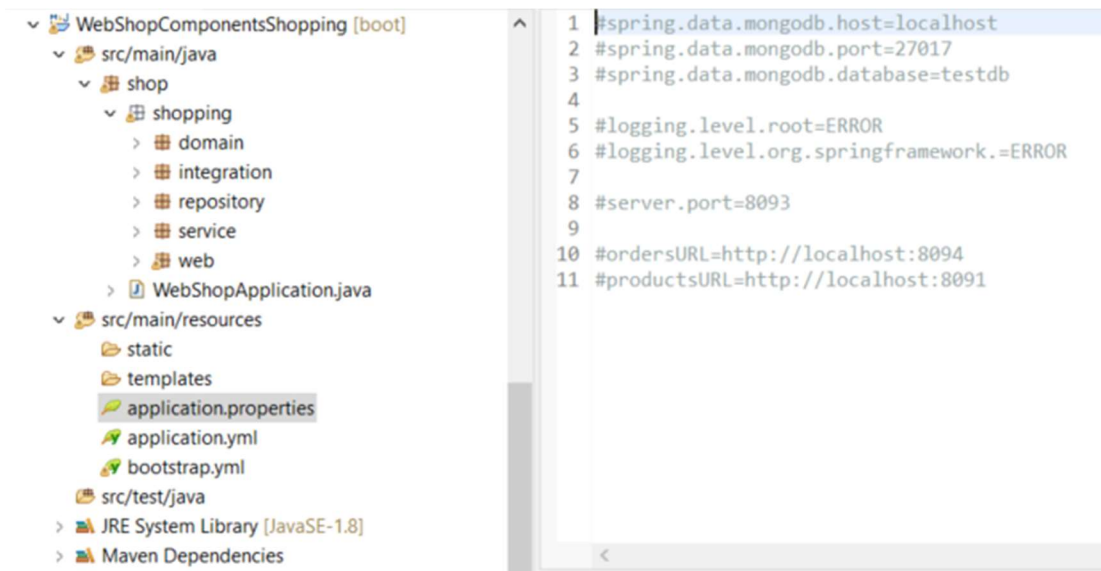 WebShopComponentsShopping [boot]
src/main/java
shop
shopping
domain
integration
repository
service
web
WebShopApplication.java
src/main/resources
static
templates
application.properties
application.yml
bootstrap.yml
src/test/java
JRE System Library [JavaSE-1.8]
Maven Dependencies
1 #spring.data.mongodb.host=localhost
2 #spring.data.mongodb.port=27017
3 #spring.data.mongodb.database=testdb
4
5 #logging.level.root=ERROR
6 #logging.level.org.springframework.=ERROR
7
8 #server.port=8093
9
10 #ordersURL=http://localhost:8094
11 #productsURL=http://localhost:8091